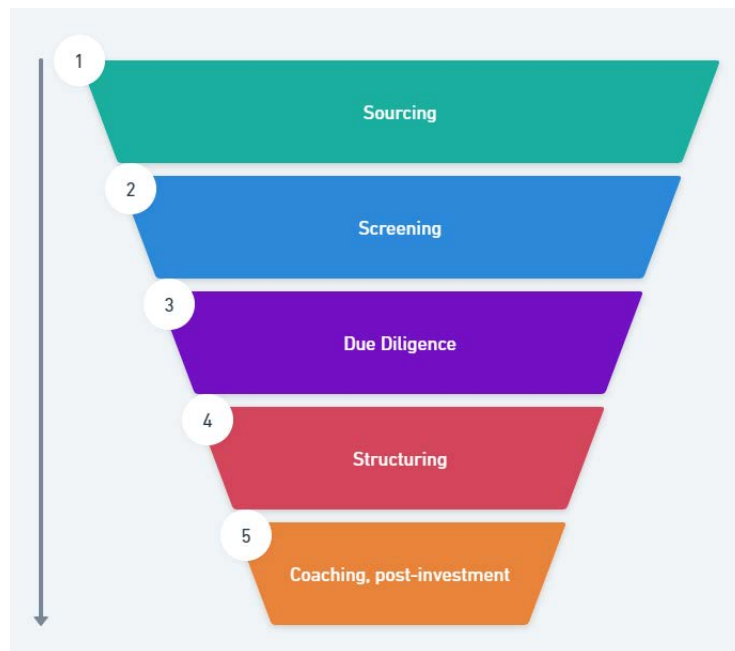 1
Sourcing
2
Screening
3
Due Diligence
4
Structuring
5
Coaching, post-investment